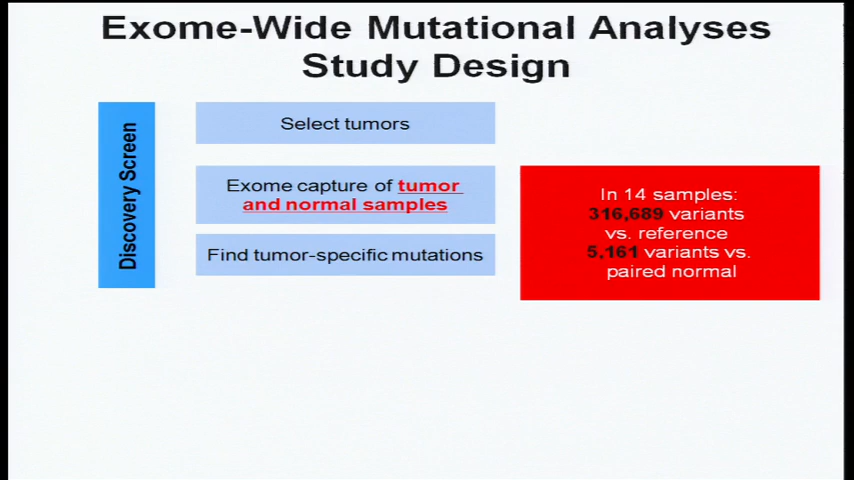 Exome-Wide Mutational Analyses
Study Design
Discovery Screen
Select tumors
Exome capture of tumor
and normal samples
Find tumor-specific mutations
In 14 samples:
316,689 variants
vs. reference
5,161 variants vs.
paired normal